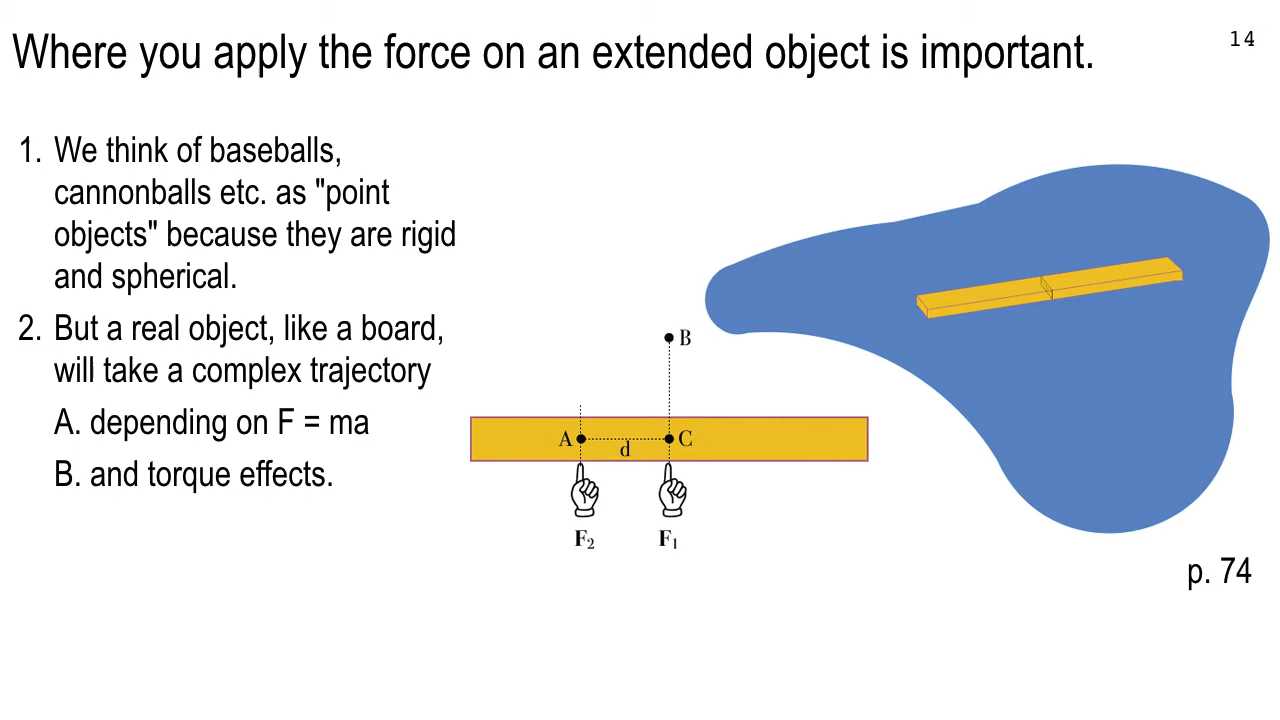 Where you apply the force on an extended object is important.
14
1. We think of baseballs,
cannonballs etc. as "point
objects" because they are rigid
and spherical.
2. But a real object, like a board,
will take a complex trajectory
A. depending on F = ma
B. and torque effects.
B
A
d
C
F₂
F₁
p. 74